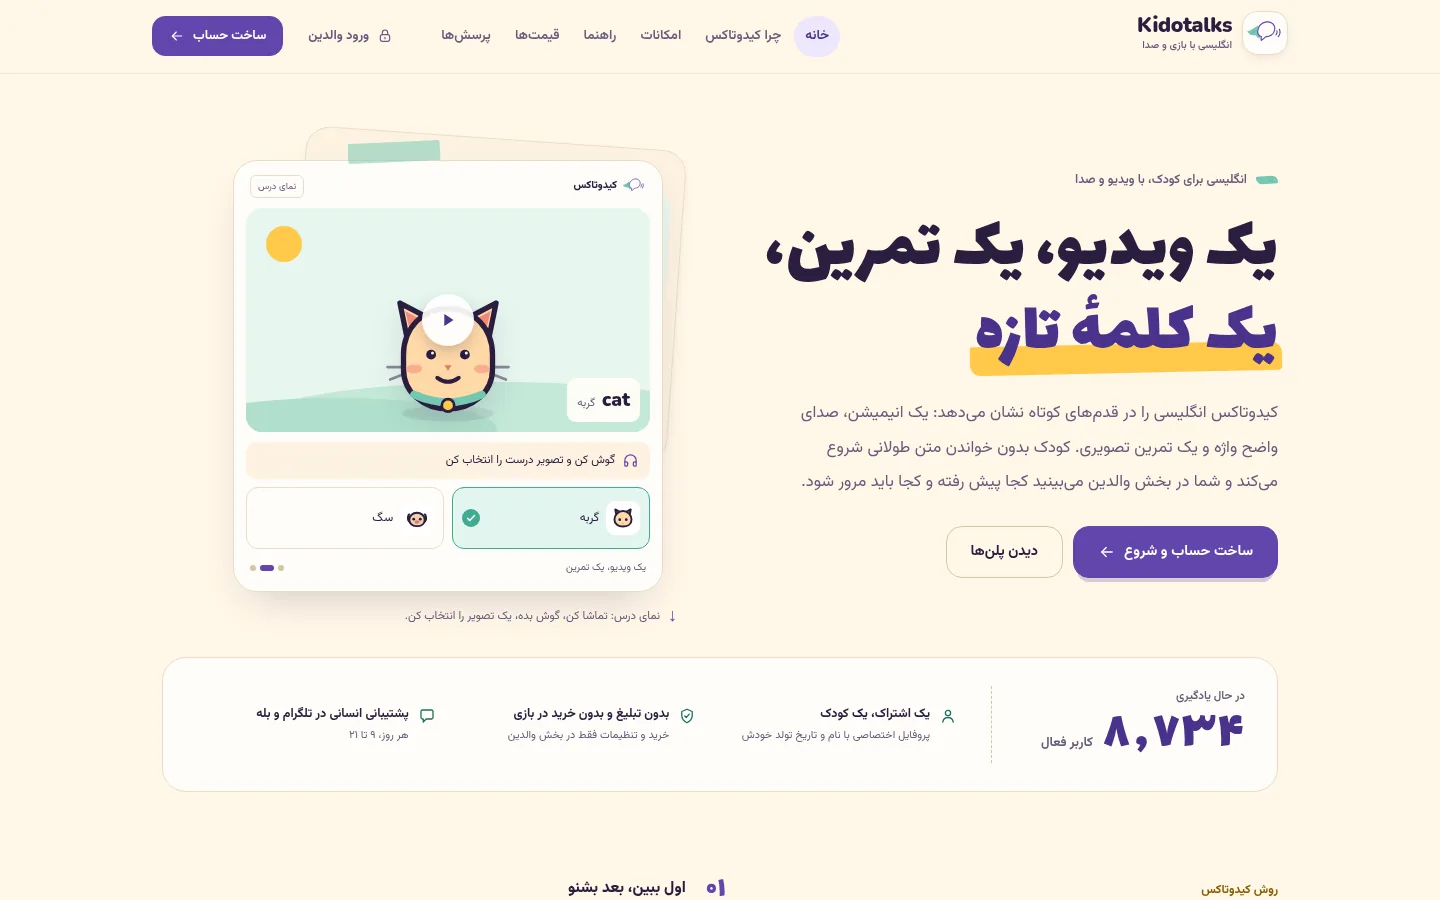 Kidotalks
انگلیسی با بازی و صدا
خانه
چرا کیدوتاکس
امکانات
راهنما
قیمت‌ها
پرسش‌ها
ورود والدین
ساخت حساب
انگلیسی برای کودک، با ویدیو و صدا
یک ویدیو، یک تمرین،
یک کلمهٔ تازه
کیدوتاکس انگلیسی را در قدم‌های کوتاه نشان می‌دهد: یک انیمیشن، صدای
واضح واژه و یک تمرین تصویری. کودک بدون خواندن متن طولانی شروع
می‌کند و شما در بخش والدین می‌بینید کجا پیش رفته و کجا باید مرور شود.
ساخت حساب و شروع
دیدن پلن‌ها
کیدوتاکس
نمای درس
cat گربه
گوش کن و تصویر درست را انتخاب کن
گربه
سگ
یک ویدیو، یک تمرین
نمای درس: تماشا کن، گوش بده، یک تصویر را انتخاب کن.
در حال یادگیری
۸,۷۳۴ کاربر فعال
یک اشتراک، یک کودک
پروفایل اختصاصی با نام و تاریخ تولد خودش
بدون تبلیغ و بدون خرید در بازی
خرید و تنظیمات فقط در بخش والدین
پشتیبانی انسانی در تلگرام و بله
هر روز، ۹ تا ۲۱
روش کیدوتاکس
۰۱
اول ببین، بعد بشنو